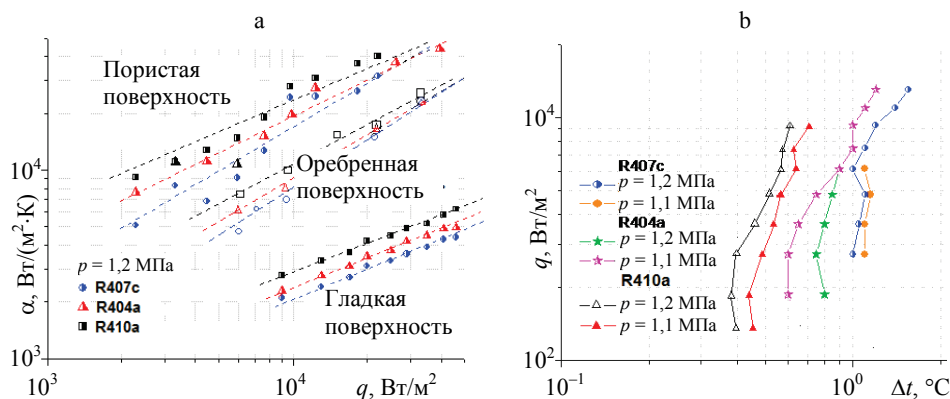 a
10⁴
10³
α, Вт/(м²·К)
Пористая
поверхность
Оребренная
поверхность
Гладкая
поверхность
p = 1,2 МПа
R407c
R404a
R410a
10³
10⁴
q, Вт/м²
b
10⁴
10²
q, Вт/м²
R407c
p = 1,2 МПа
p = 1,1 МПа
R404a
p = 1,2 МПа
p = 1,1 МПа
R410a
p = 1,2 МПа
p = 1,1 МПа
10⁻¹
10⁰
Δt, °C